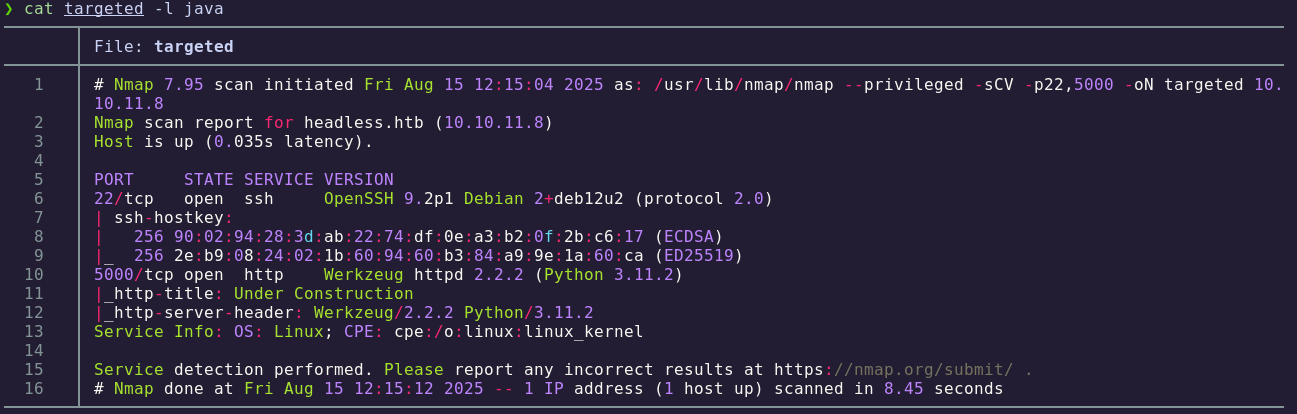 ❯ cat targeted -l java
File: targeted
1 # Nmap 7.95 scan initiated Fri Aug 15 12:15:04 2025 as: /usr/lib/nmap/nmap --privileged -sCV -p22,5000 -oN targeted 10.
10.11.8
2 Nmap scan report for headless.htb (10.10.11.8)
3 Host is up (0.035s latency).
4
5 PORT     STATE SERVICE VERSION
6 22/tcp   open  ssh     OpenSSH 9.2p1 Debian 2+deb12u2 (protocol 2.0)
7 | ssh-hostkey:
8 |   256 90:02:94:28:3d:ab:22:74:df:0e:a3:b2:0f:2b:c6:17 (ECDSA)
9 |_  256 2e:b9:08:24:02:1b:60:94:60:b3:84:a9:9e:1a:60:ca (ED25519)
10 5000/tcp open  http    Werkzeug httpd 2.2.2 (Python 3.11.2)
11 |_http-title: Under Construction
12 |_http-server-header: Werkzeug/2.2.2 Python/3.11.2
13 Service Info: OS: Linux; CPE: cpe:/o:linux:linux_kernel
14
15 Service detection performed. Please report any incorrect results at https://nmap.org/submit/ .
16 # Nmap done at Fri Aug 15 12:15:12 2025 -- 1 IP address (1 host up) scanned in 8.45 seconds